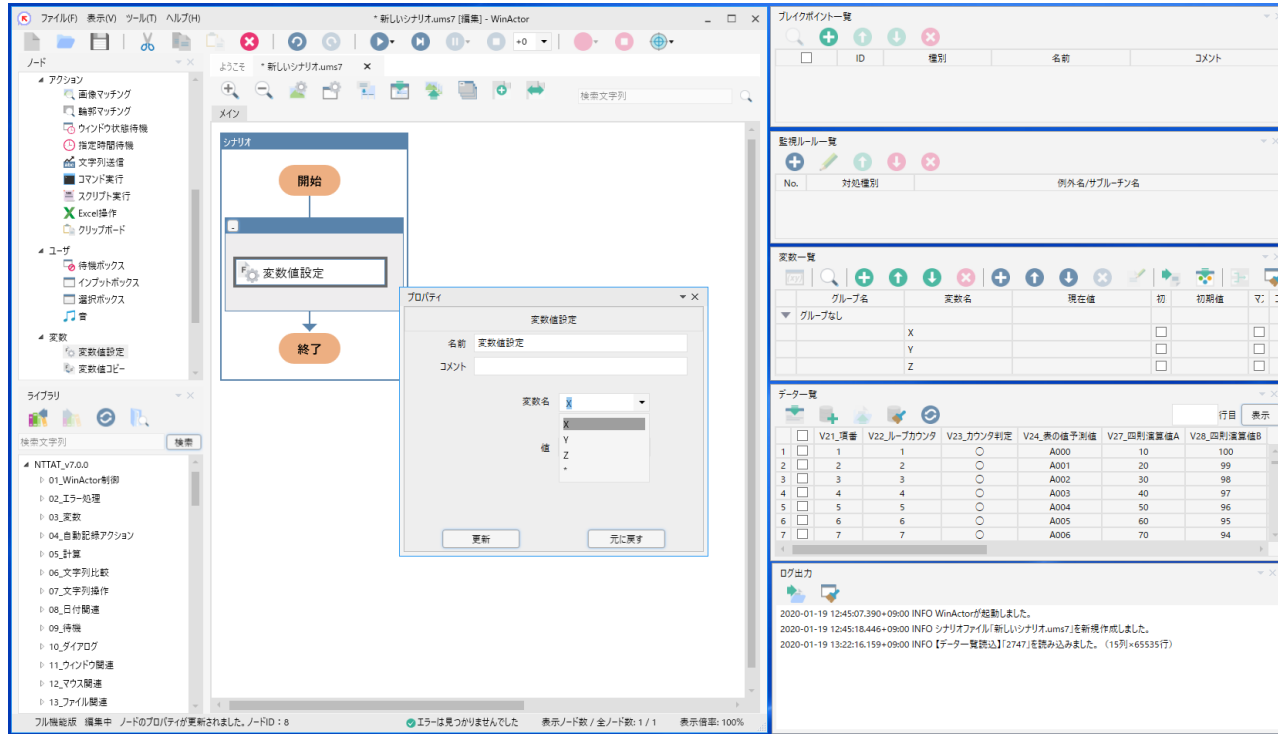 ファイル(F) 表示(V) ツール(T) ヘルプ(H)
* 新しいシナリオ.ums7 [編集] - WinActor
+0
ノード
アクション
画像マッチング
輪郭マッチング
ウィンドウ状態待機
指定時間待機
文字列送信
コマンド実行
スクリプト実行
Excel操作
クリップボード
ユーザ
待機ボックス
インプットボックス
選択ボックス
音
変数
変数値設定
変数値コピー
ライブラリ
検索文字列 検索
NTTAT_v7.0.0
01_WinActor制御
02_エラー処理
03_変数
04_自動記録アクション
05_計算
06_文字列比較
07_文字列操作
08_日付関連
09_待機
10_ダイアログ
11_ウィンドウ関連
12_マウス関連
13_ファイル関連
ようこそ * 新しいシナリオ.ums7
検索文字列
メイン
シナリオ
開始
-
変数値設定
終了
プロパティ
変数値設定
名前 変数値設定
コメント
変数名 X
X
Y
値
Z
更新 元に戻す
フル機能版 編集中 ノードのプロパティが更新されました。ノードID：8 エラーは見つかりませんでした 表示ノード数 / 全ノード数: 1 / 1 表示倍率: 100%
ブレイクポイント一覧
ID 種別 名前 コメント
監視ルール一覧
No. 対処種別 例外名/サブルーチン名
変数一覧
グループ名 変数名 現在値 初 初期値
グループなし
X
Y
Z
データ一覧
行目 表示
V21_項番 V22_ループカウンタ V23_カウンタ判定 V24_表の値予測値 V27_四則演算値A V28_四則演算値B
1 1 1 〇 A000 10 100
2 2 2 〇 A001 20 99
3 3 3 〇 A002 30 98
4 4 4 〇 A003 40 97
5 5 5 〇 A004 50 96
6 6 6 〇 A005 60 95
7 7 7 〇 A006 70 94
ログ出力
2020-01-19 12:45:07.390+09:00 INFO WinActorが起動しました。
2020-01-19 12:45:18.446+09:00 INFO シナリオファイル「新しいシナリオ.ums7」を新規作成しました。
2020-01-19 13:22:16.159+09:00 INFO 【データ一覧読込】「2747」を読み込みました。（15列×65535行）